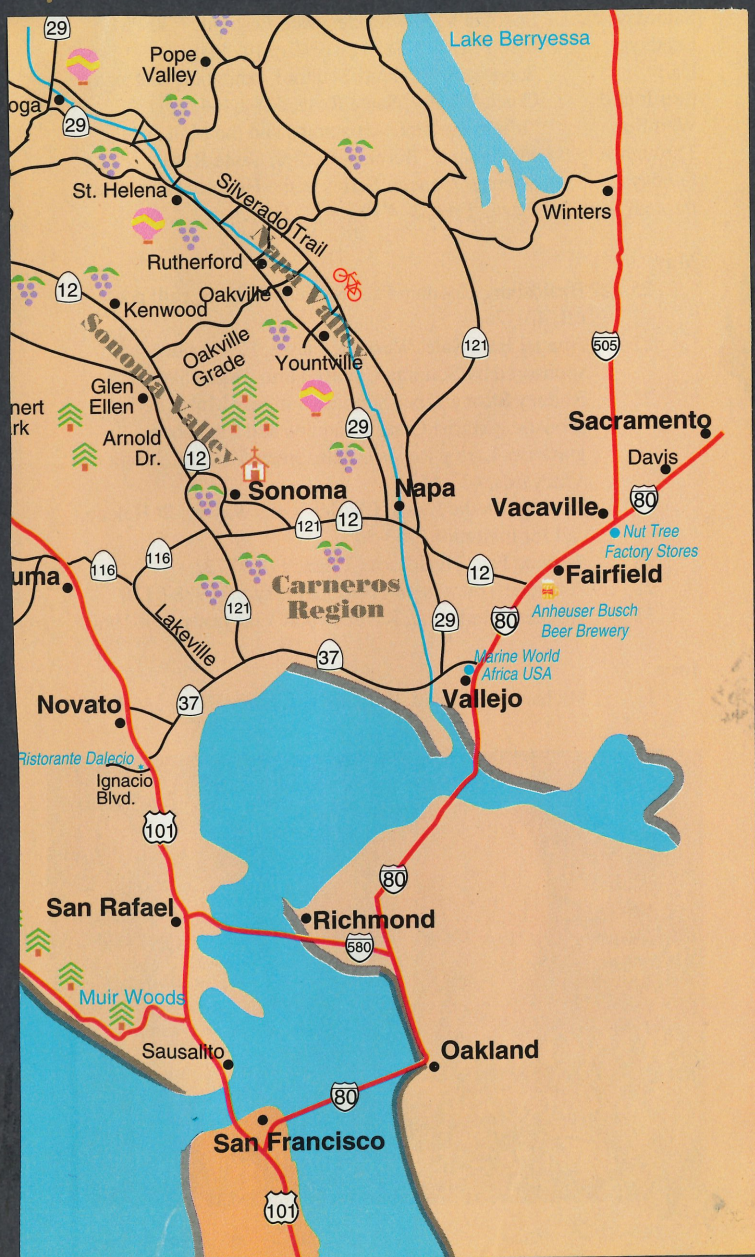 29
Lake Berryessa
Pope
Valley
oga
29
St. Helena
Silverado Trail
Winters
Napa Valley
Rutherford
12
Oakville
Kenwood
121
505
Sonoma Valley
Oakville
Grade
Yountville
Glen
Ellen
nert
rk
29
Sacramento
Arnold
Dr.
12
Davis
Sonoma
Napa
80
Vacaville
121
12
Nut Tree
Factory Stores
116
116
uma
12
Fairfield
Carneros
Region
121
Anheuser Busch
Beer Brewery
Lakeville
29
80
37
Marine World
Africa USA
Vallejo
37
Novato
Ristorante Dalecio
Ignacio
Blvd.
101
80
San Rafael
Richmond
580
Muir Woods
Sausalito
Oakland
80
San Francisco
101